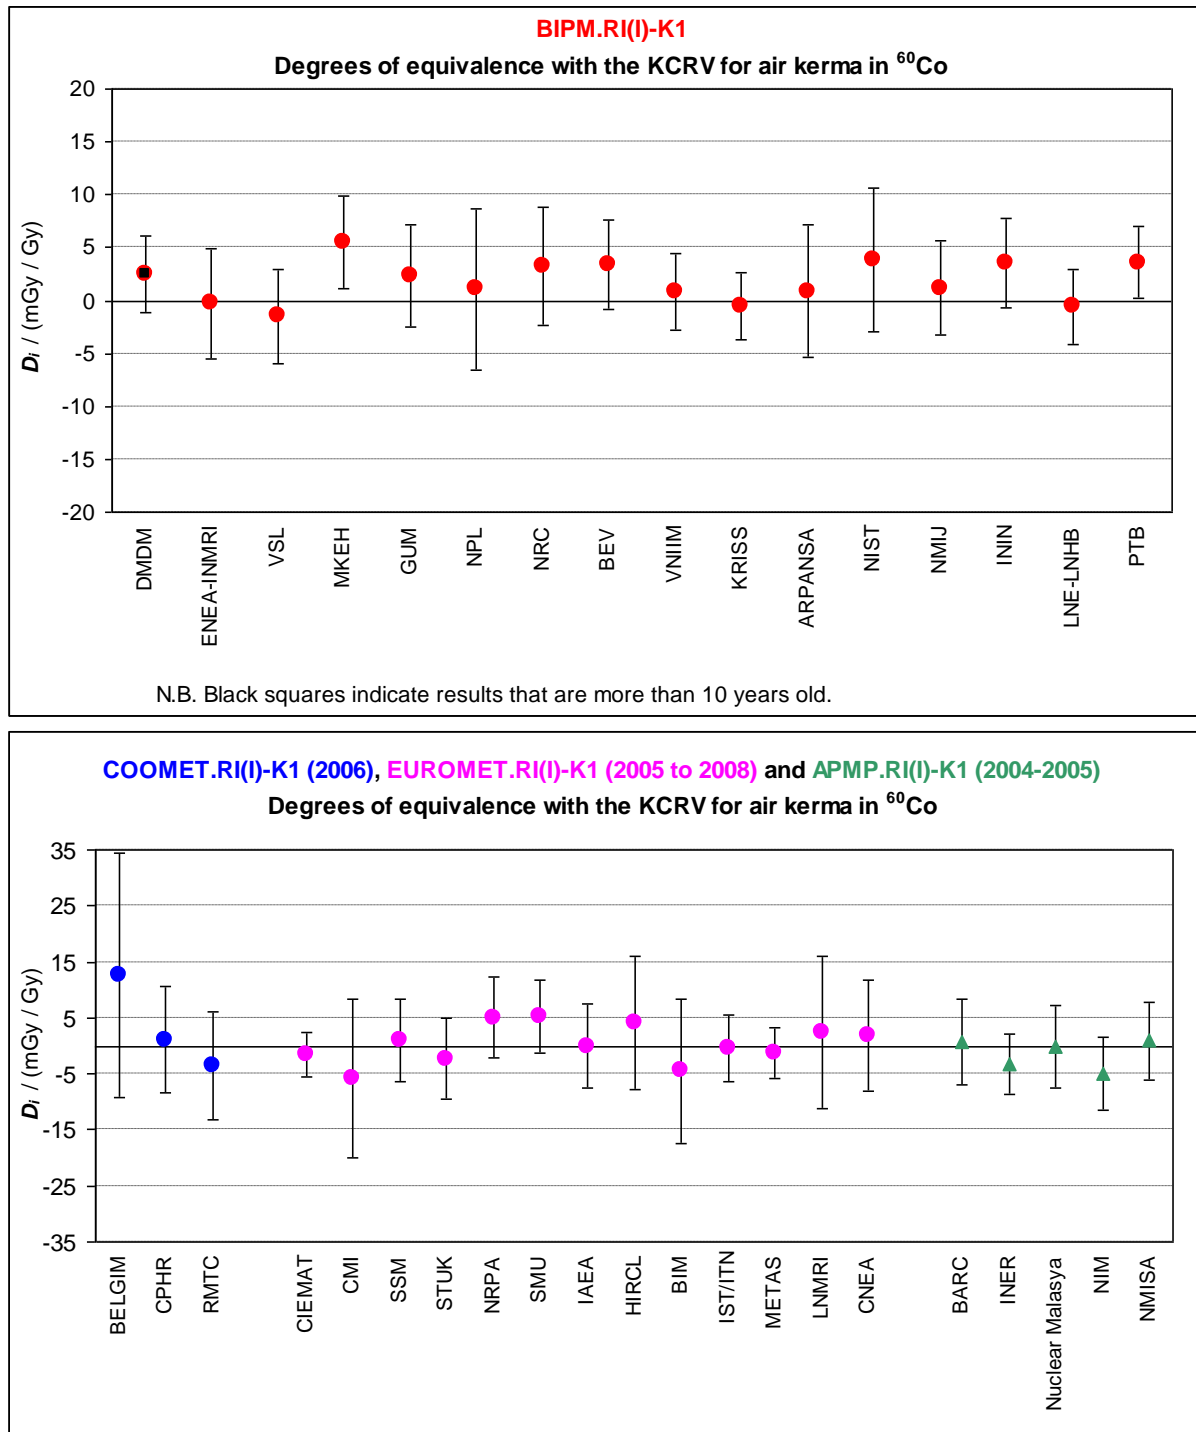 BIPM.RI(I)-K1
Degrees of equivalence with the KCRV for air kerma in ⁶⁰Co
20
15
10
5
0
-5
-10
-15
-20
D_i / (mGy / Gy)
DMDM
ENEA-INMRI
VSL
MKEH
GUM
NPL
NRC
BEV
VNIIM
KRISS
ARPANSA
NIST
NMIJ
ININ
LNE-LNHB
PTB
N.B. Black squares indicate results that are more than 10 years old.
COOMET.RI(I)-K1 (2006), EUROMET.RI(I)-K1 (2005 to 2008) and APMP.RI(I)-K1 (2004-2005)
Degrees of equivalence with the KCRV for air kerma in ⁶⁰Co
35
25
15
5
-5
-15
-25
-35
D_i / (mGy / Gy)
BELGIM
CPHR
RMTC
CIEMAT
CMI
SSM
STUK
NRPA
SMU
IAEA
HIRCL
BIM
IST/ITN
METAS
LNMRI
CNEA
BARC
INER
Nuclear Malasya
NIM
NMISA